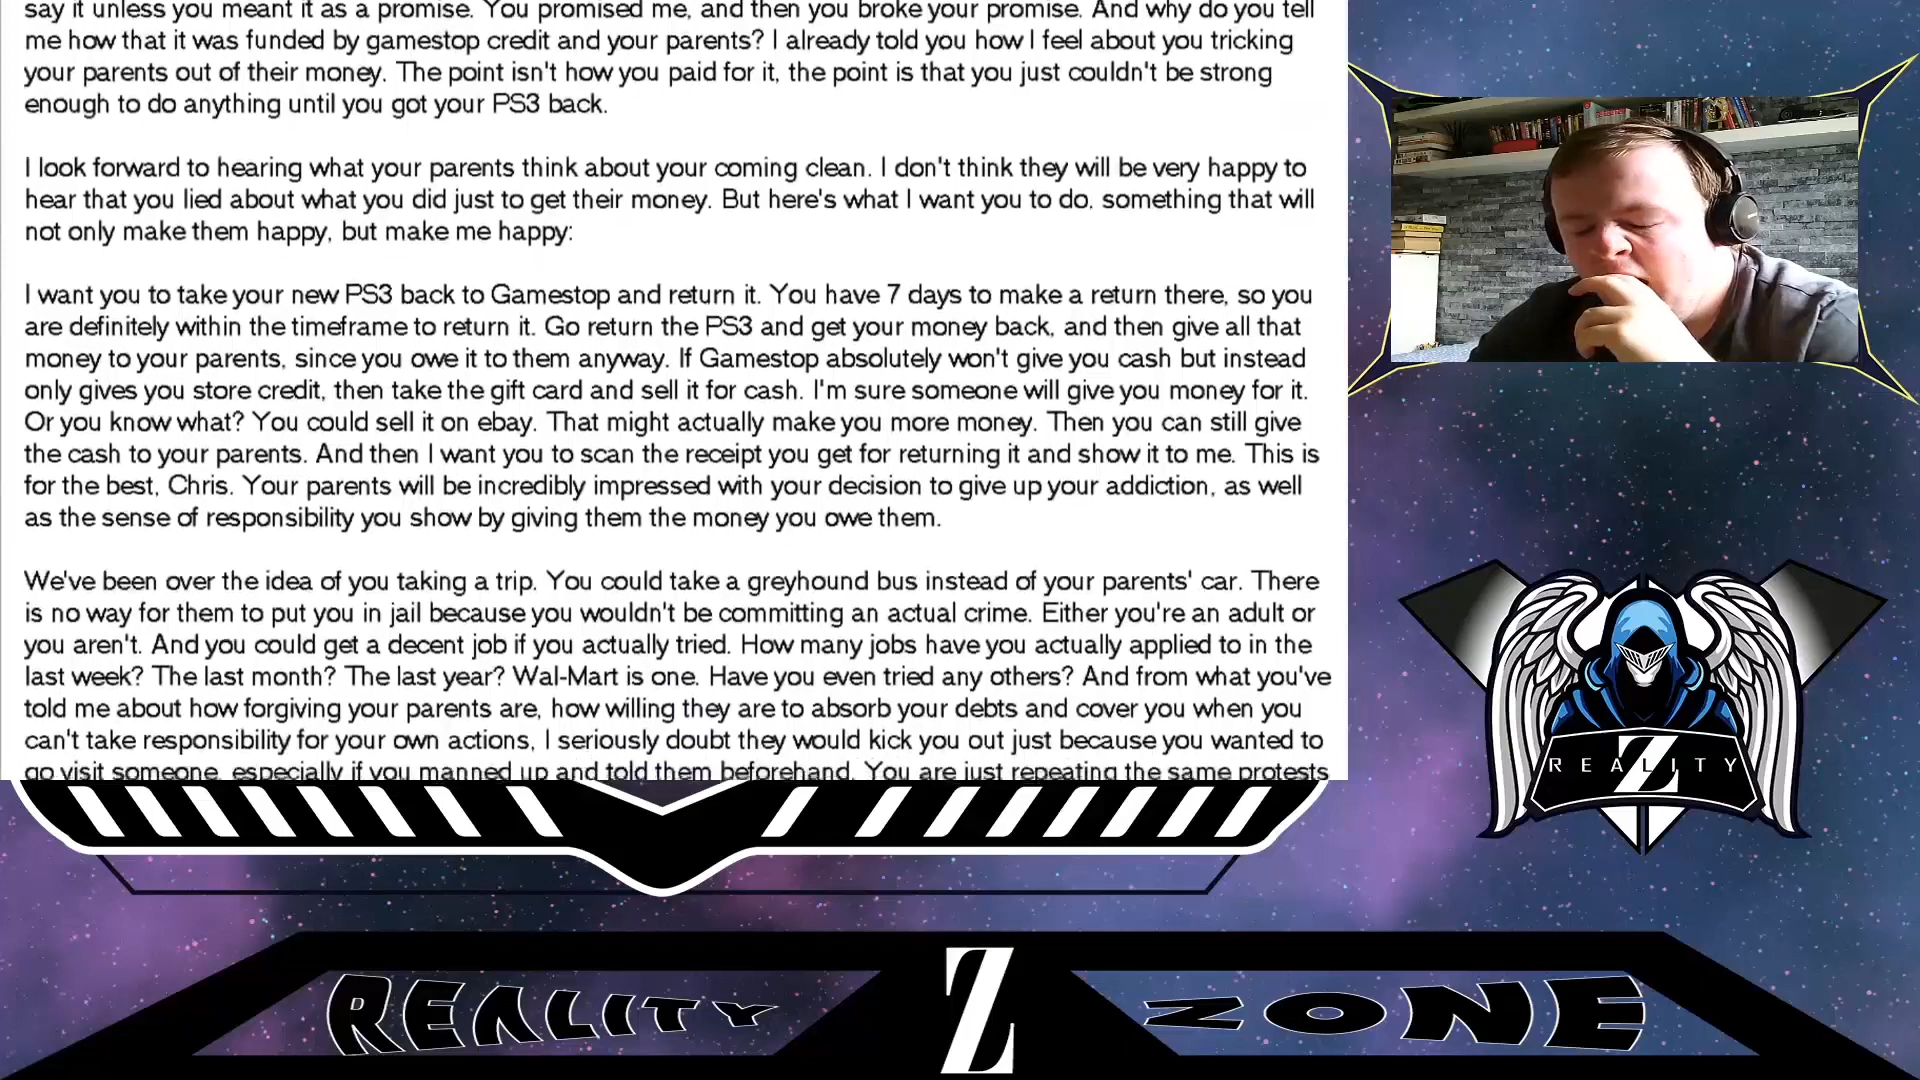 say it unless you meant it as a promise. You promised me, and then you broke your promise. And why do you tell
me how that it was funded by gamestop credit and your parents? I already told you how I feel about you tricking
your parents out of their money. The point isn't how you paid for it, the point is that you just couldn't be strong
enough to do anything until you got your PS3 back.
I look forward to hearing what your parents think about your coming clean. I don't think they will be very happy to
hear that you lied about what you did just to get their money. But here's what I want you to do. something that will
not only make them happy, but make me happy:
I want you to take your new PS3 back to Gamestop and return it. You have 7 days to make a return there, so you
are definitely within the timeframe to return it. Go return the PS3 and get your money back, and then give all that
money to your parents, since you owe it to them anyway. If Gamestop absolutely won't give you cash but instead
only gives you store credit, then take the gift card and sell it for cash. I'm sure someone will give you money for it.
Or you know what? You could sell it on ebay. That might actually make you more money. Then you can still give
the cash to your parents. And then I want you to scan the receipt you get for returning it and show it to me. This is
for the best, Chris. Your parents will be incredibly impressed with your decision to give up your addiction, as well
as the sense of responsibility you show by giving them the money you owe them.
We've been over the idea of you taking a trip. You could take a greyhound bus instead of your parents' car. There
is no way for them to put you in jail because you wouldn't be committing an actual crime. Either you're an adult or
you aren't. And you could get a decent job if you actually tried. How many jobs have you actually applied to in the
last week? The last month? The last year? Wal-Mart is one. Have you even tried any others? And from what you've
told me about how forgiving your parents are, how willing they are to absorb your debts and cover you when you
can't take responsibility for your own actions, I seriously doubt they would kick you out just because you wanted to
go visit someone, especially if you manned up and told them beforehand. You are just repeating the same protests
Z
REALITY
REALITY Z ZONE